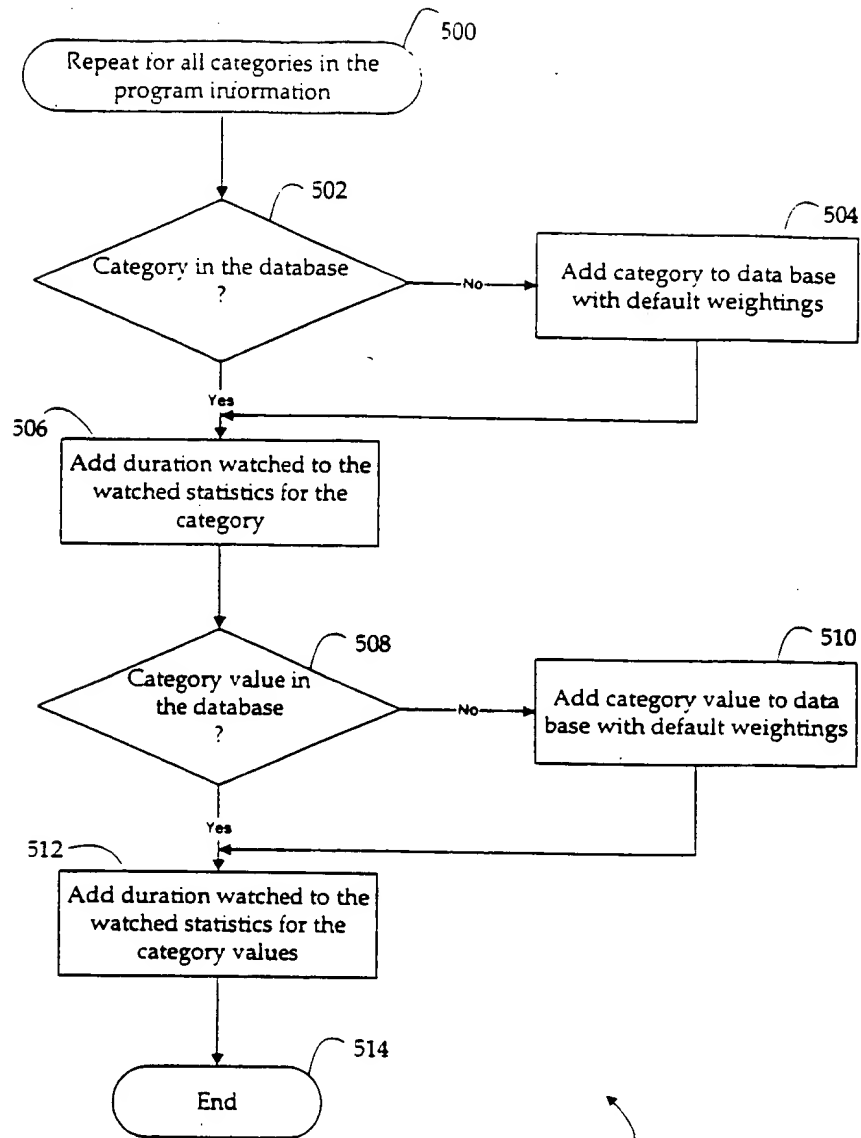 500
Repeat for all categories in the
program information
502
Category in the database
?
No
504
Add category to data base
with default weightings
Yes
506
Add duration watched to the
watched statistics for the
category
508
Category value in
the database
?
No
510
Add category value to data
base with default weightings
Yes
512
Add duration watched to the
watched statistics for the
category values
514
End